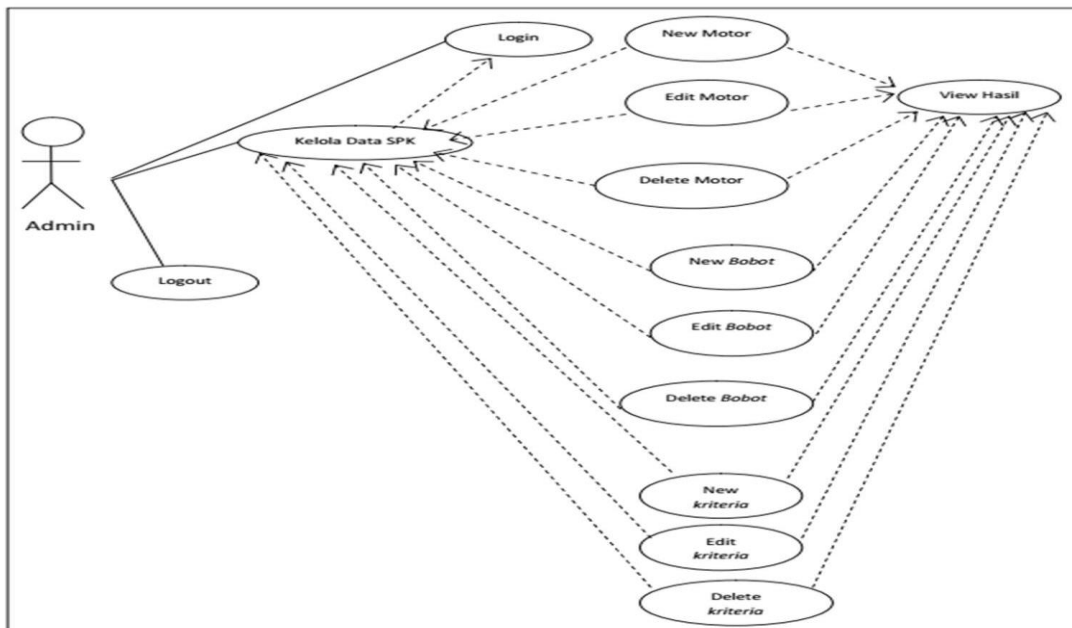 Login
New Motor
Edit Motor
View Hasil
Kelola Data SPK
Delete Motor
Admin
Logout
New Bobot
Edit Bobot
Delete Bobot
New
kriteria
Edit
kriteria
Delete
kriteria